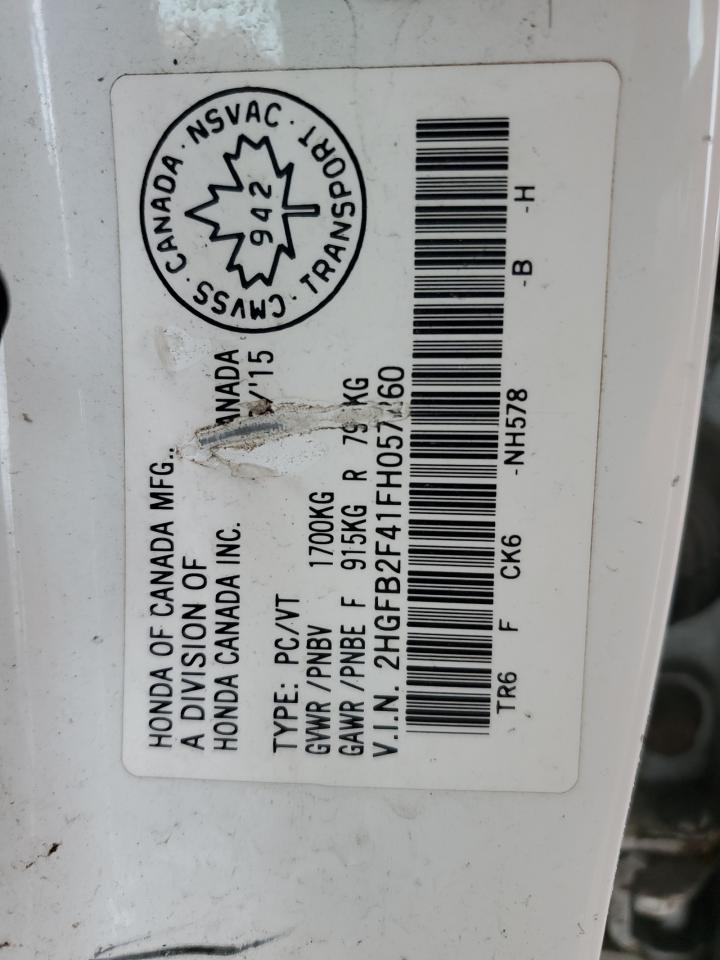 HONDA OF CANADA MFG.
A DIVISION OF
HONDA CANADA INC.
TYPE: PC/VT
GVWR /PNBV 1700KG
GAWR /PNBE F 915KG R
V.I.N.
TR6 F CK6 -NH578 -B -H
CMVSS · CANADA · NSVAC · TRANSPORT
942